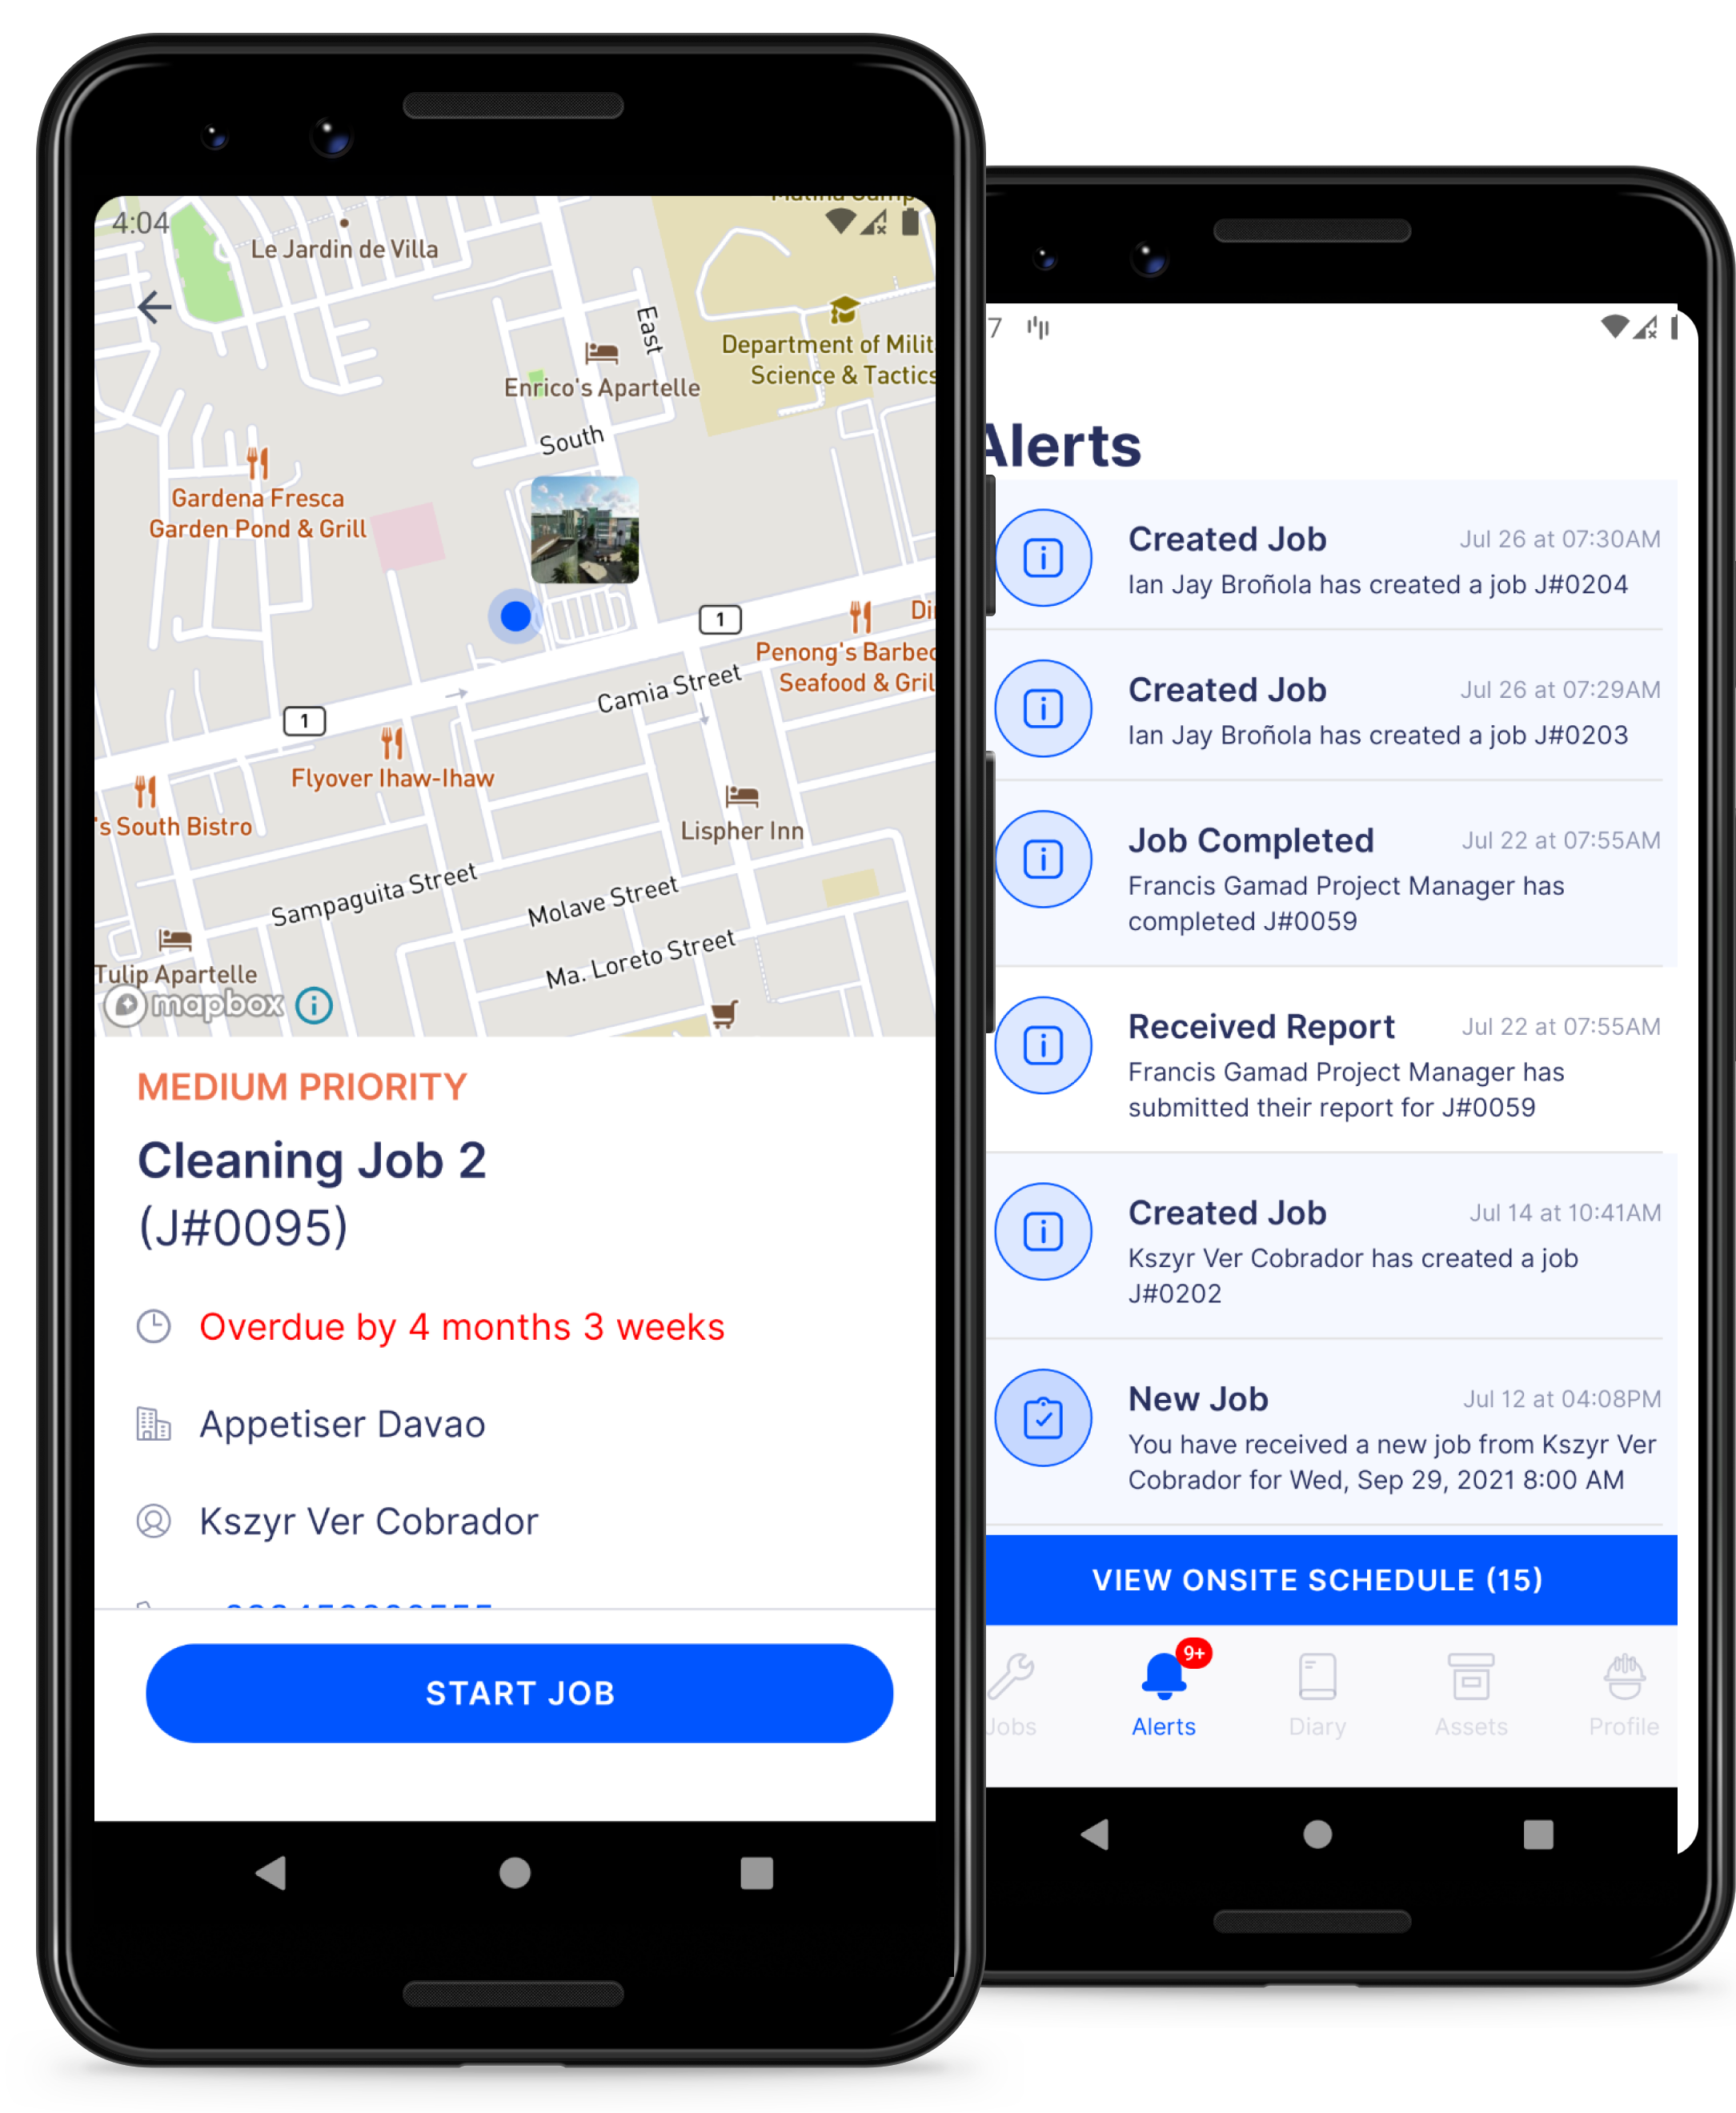 4:04
Le Jardin de Villa
East
Department of Milit
Science & Tactics
Enrico's Apartelle
South
Gardena Fresca
Garden Pond & Grill
1
Penong's Barbec
Seafood & Gril
Camia Street
1
Flyover Ihaw-Ihaw
's South Bistro
Lispher Inn
Sampaguita Street
Molave Street
Ma. Loreto Street
Tulip Apartelle
mapbox
MEDIUM PRIORITY
Cleaning Job 2
(J#0095)
Overdue by 4 months 3 weeks
Appetiser Davao
Kszyr Ver Cobrador
START JOB
7
Alerts
Created Job Jul 26 at 07:30AM
Ian Jay Broñola has created a job J#0204
Created Job Jul 26 at 07:29AM
Ian Jay Broñola has created a job J#0203
Job Completed Jul 22 at 07:55AM
Francis Gamad Project Manager has
completed J#0059
Received Report Jul 22 at 07:55AM
Francis Gamad Project Manager has
submitted their report for J#0059
Created Job Jul 14 at 10:41AM
Kszyr Ver Cobrador has created a job
J#0202
New Job Jul 12 at 04:08PM
You have received a new job from Kszyr Ver
Cobrador for Wed, Sep 29, 2021 8:00 AM
VIEW ONSITE SCHEDULE (15)
9+
Jobs Alerts Diary Assets Profile